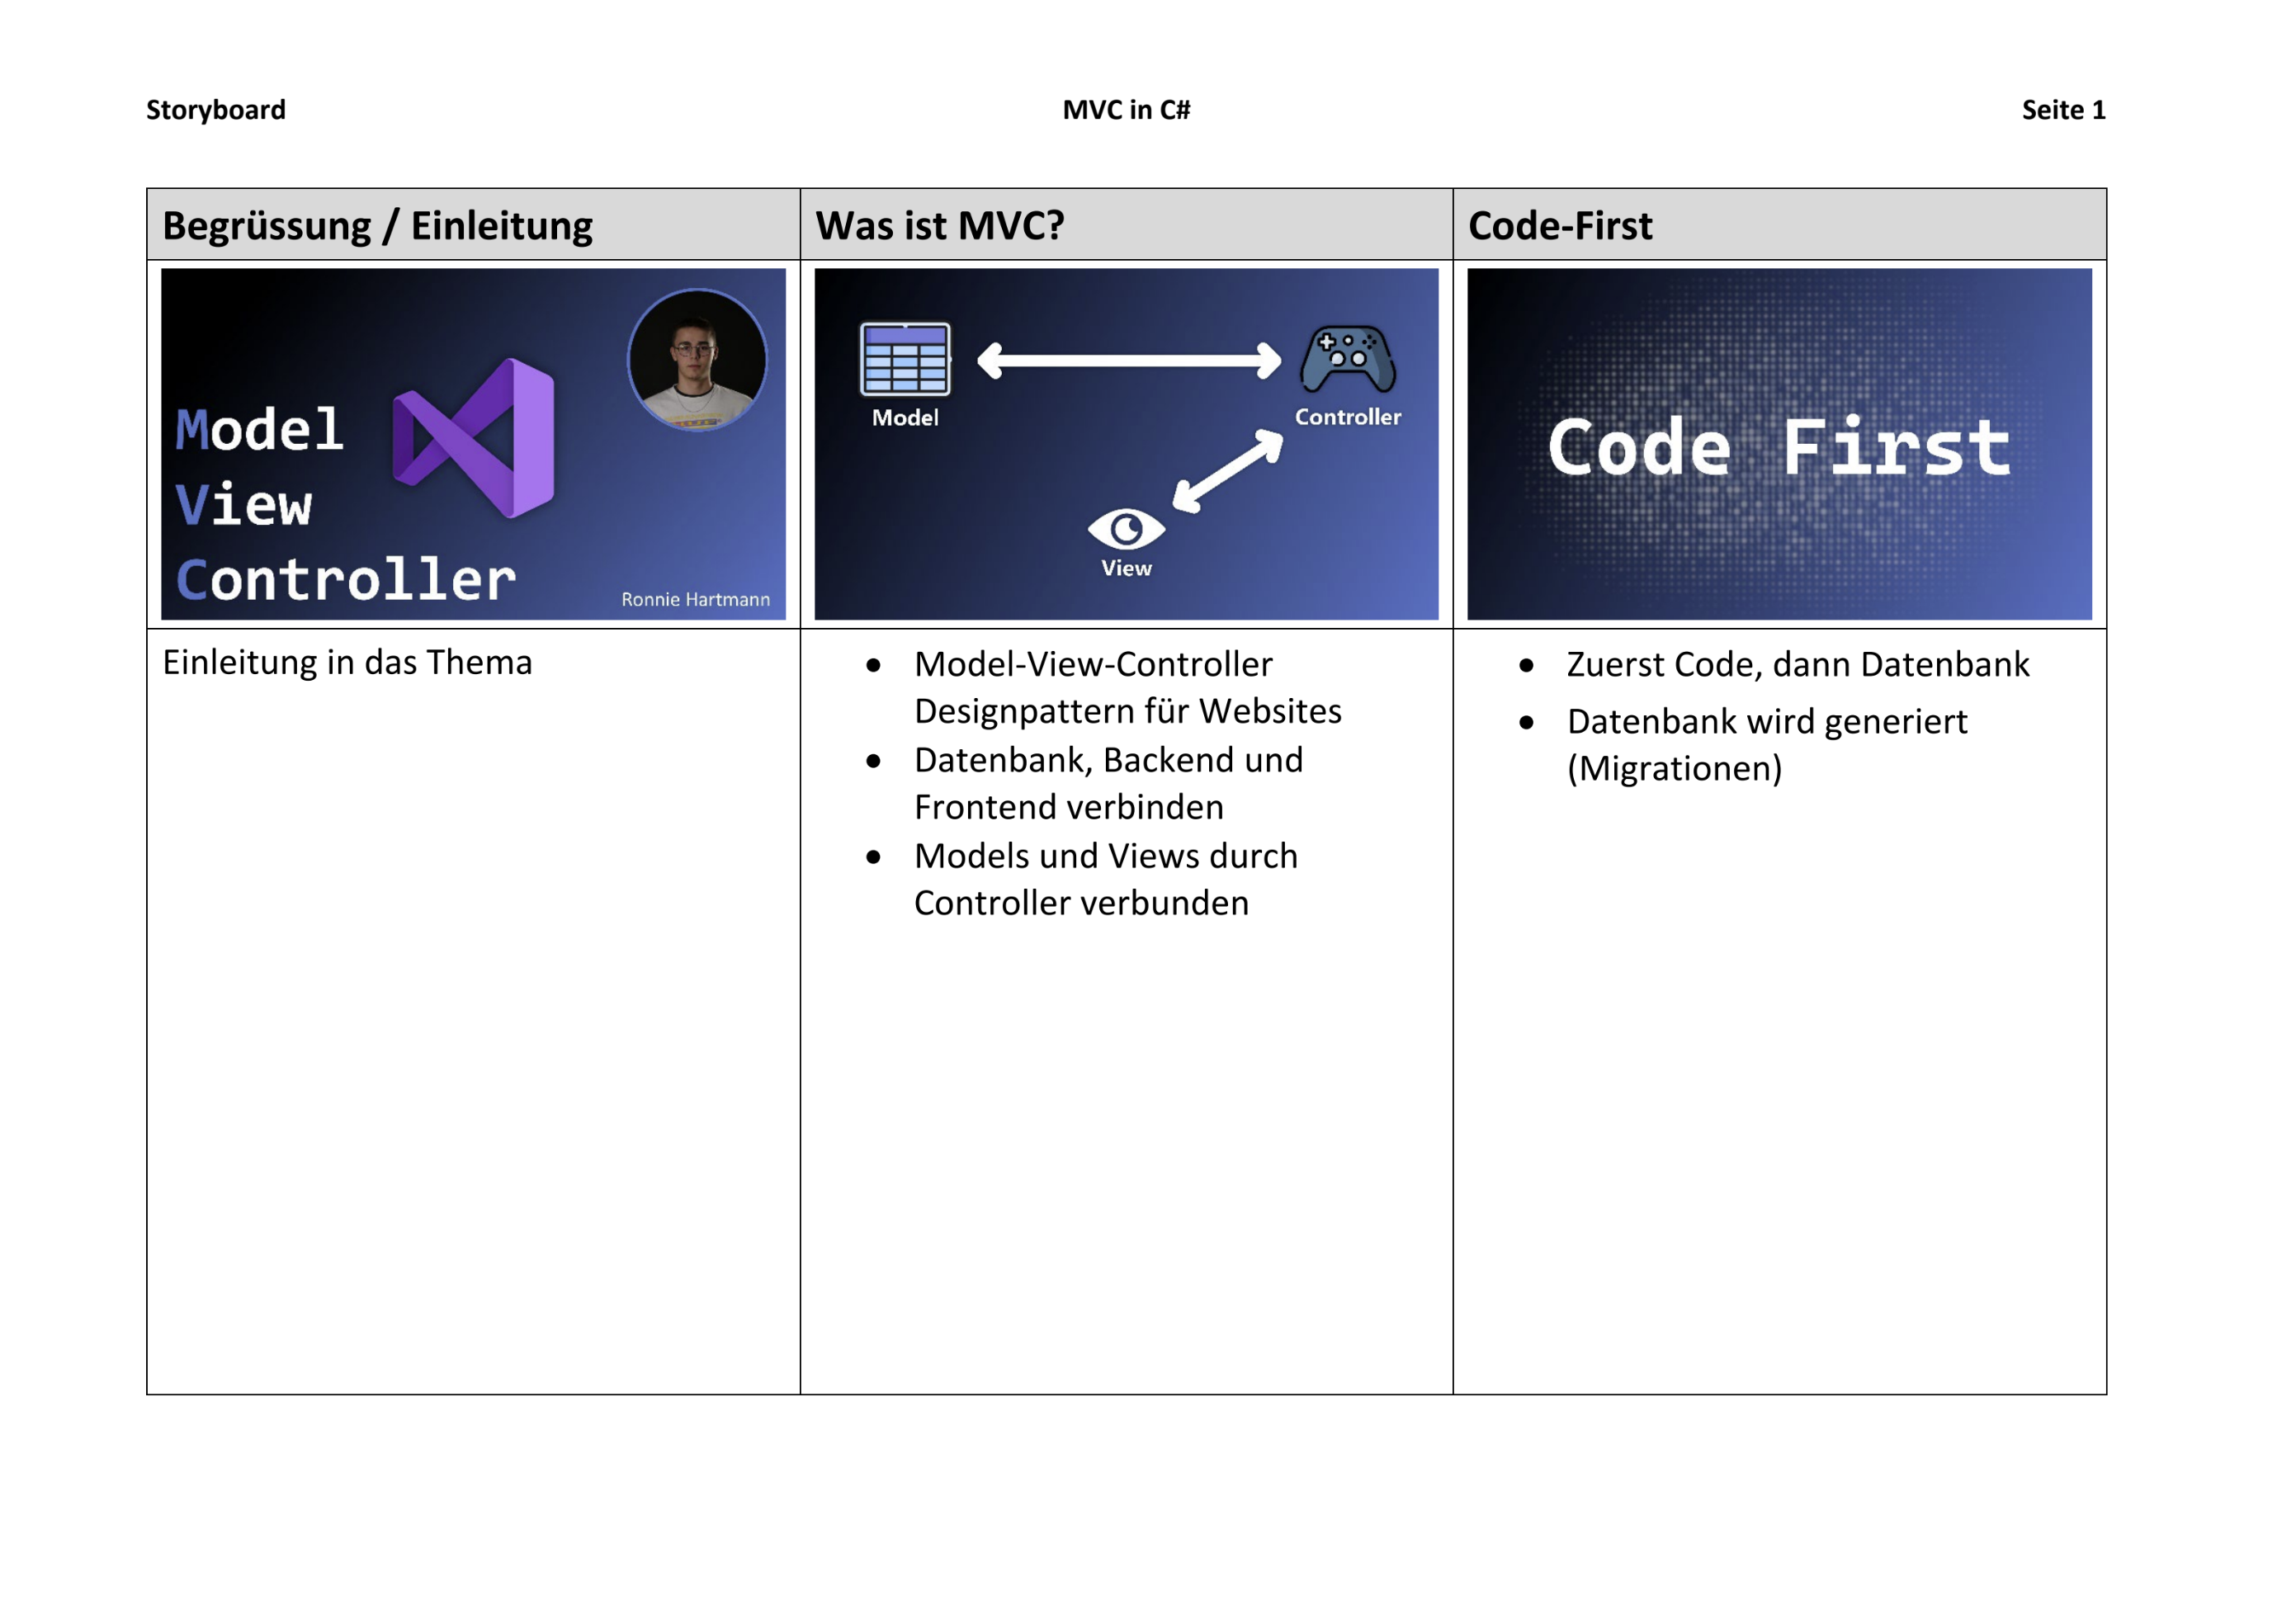 Storyboard MVC in C# Seite 1
Begrüssung / Einleitung
Model
View
Controller
Ronnie Hartmann
Einleitung in das Thema
Was ist MVC?
Model
Controller
View
• Model-View-Controller
Designpattern für Websites
• Datenbank, Backend und
Frontend verbinden
• Models und Views durch
Controller verbunden
Code-First
Code First
• Zuerst Code, dann Datenbank
• Datenbank wird generiert
(Migrationen)